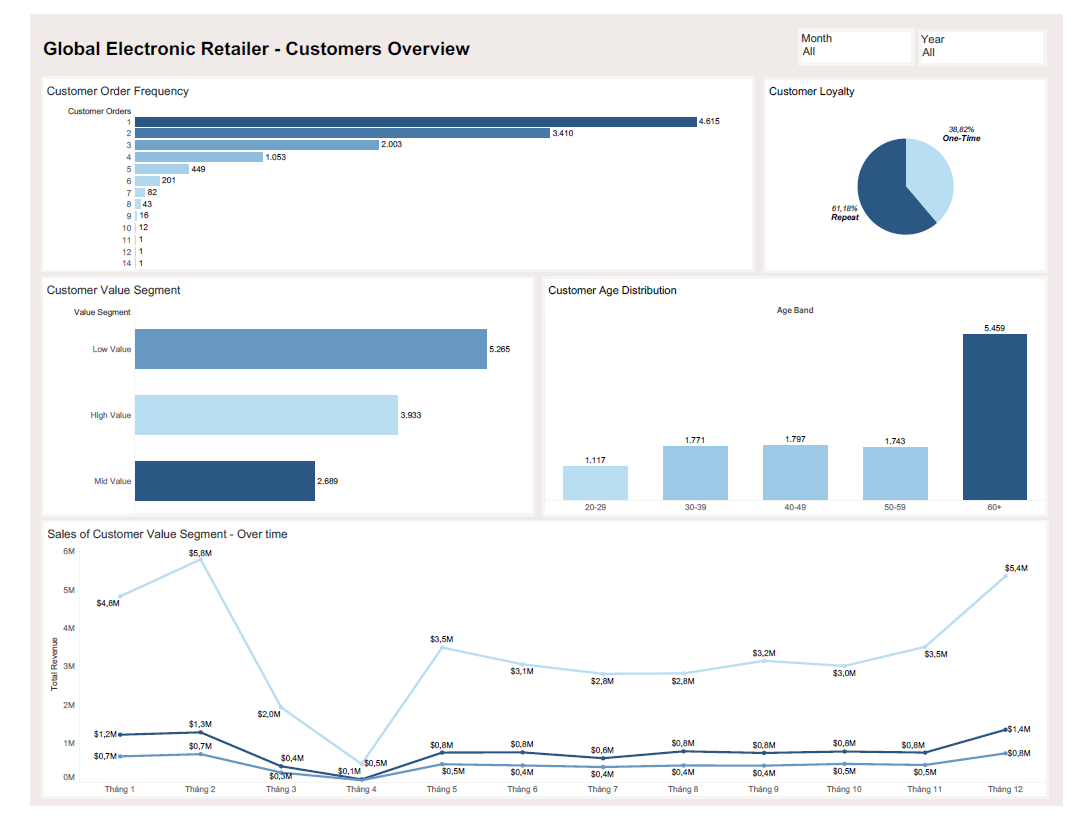 Global Electronic Retailer - Customers Overview
Month
All
Year
All
Customer Order Frequency
Customer Orders
1 4.615
2 3.410
3 2.003
4 1.053
5 449
6 201
7 82
8 43
9 16
10 12
11 1
12 1
14 1
Customer Loyalty
38,82%
One-Time
61,18%
Repeat
Customer Value Segment
Value Segment
Low Value 5.265
High Value 3.933
Mid Value 2.689
Customer Age Distribution
Age Band
1.117
1.771
1.797
1.743
5.459
20-29
30-39
40-49
50-59
60+
Sales of Customer Value Segment - Over time
Total Revenue
6M
5M
4M
3M
2M
1M
0M
$4,8M
$5,8M
$2,0M
$0,5M
$3,5M
$3,1M
$2,8M
$2,8M
$3,2M
$3,0M
$3,5M
$5,4M
$1,2M
$1,3M
$0,4M
$0,1M
$0,8M
$0,8M
$0,6M
$0,8M
$0,8M
$0,8M
$0,8M
$1,4M
$0,7M
$0,7M
$0,3M
$0,5M
$0,4M
$0,4M
$0,4M
$0,4M
$0,5M
$0,5M
$0,8M
Tháng 1
Tháng 2
Tháng 3
Tháng 4
Tháng 5
Tháng 6
Tháng 7
Tháng 8
Tháng 9
Tháng 10
Tháng 11
Tháng 12